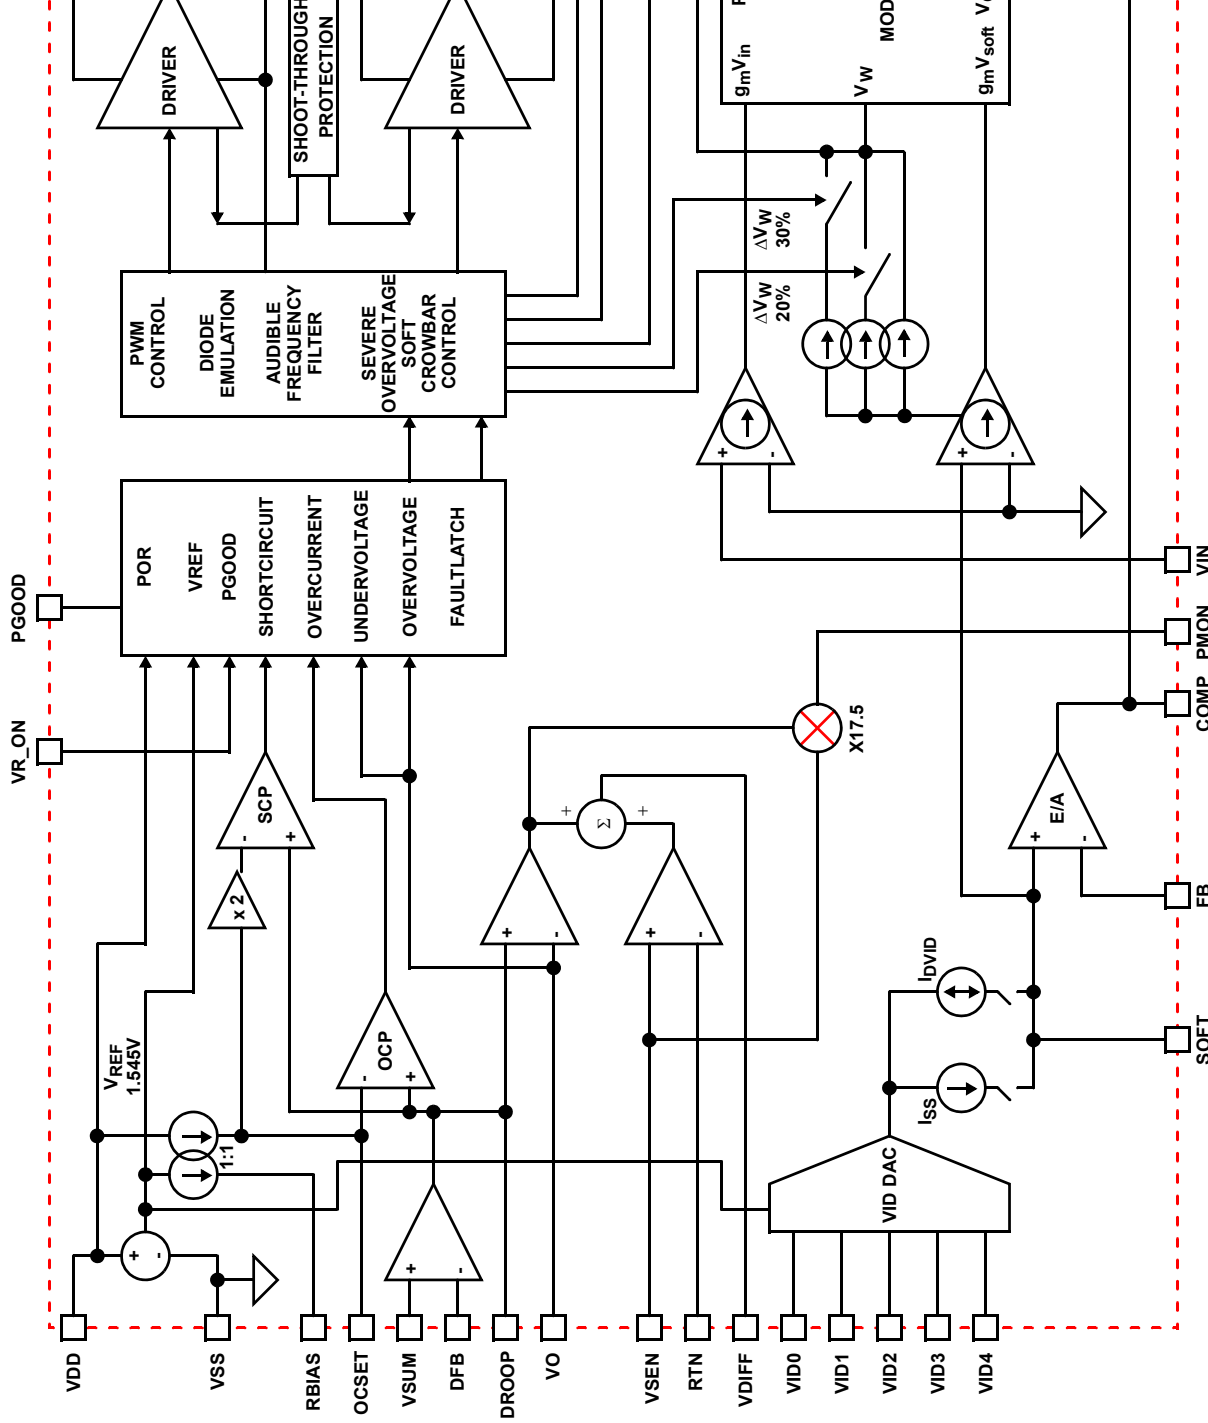 DRIVER
SHOOT-THROUGH
PROTECTION
DRIVER
gmVin
MOD
VW
gmVsoft
ΔVW
30%
ΔVW
20%
PWM
CONTROL
DIODE
EMULATION
AUDIBLE
FREQUENCY
FILTER
SEVERE
OVERVOLTAGE
SOFT
CROWBAR
CONTROL
+
-
+
-
PGOOD
POR
VREF
PGOOD
SHORTCIRCUIT
OVERCURRENT
UNDERVOLTAGE
OVERVOLTAGE
FAULTLATCH
VIN
PMON
COMP
VR_ON
X17.5
SCP
-
+
x 2
+
Σ
+
E/A
+
-
FB
+
-
+
-
VREF
1.545V
OCP
-
+
IDVID
ISS
SOFT
1:1
VID DAC
+
-
+
-
VDD
VSS
RBIAS
OCSET
VSUM
DFB
DROOP
VO
VSEN
RTN
VDIFF
VID0
VID1
VID2
VID3
VID4